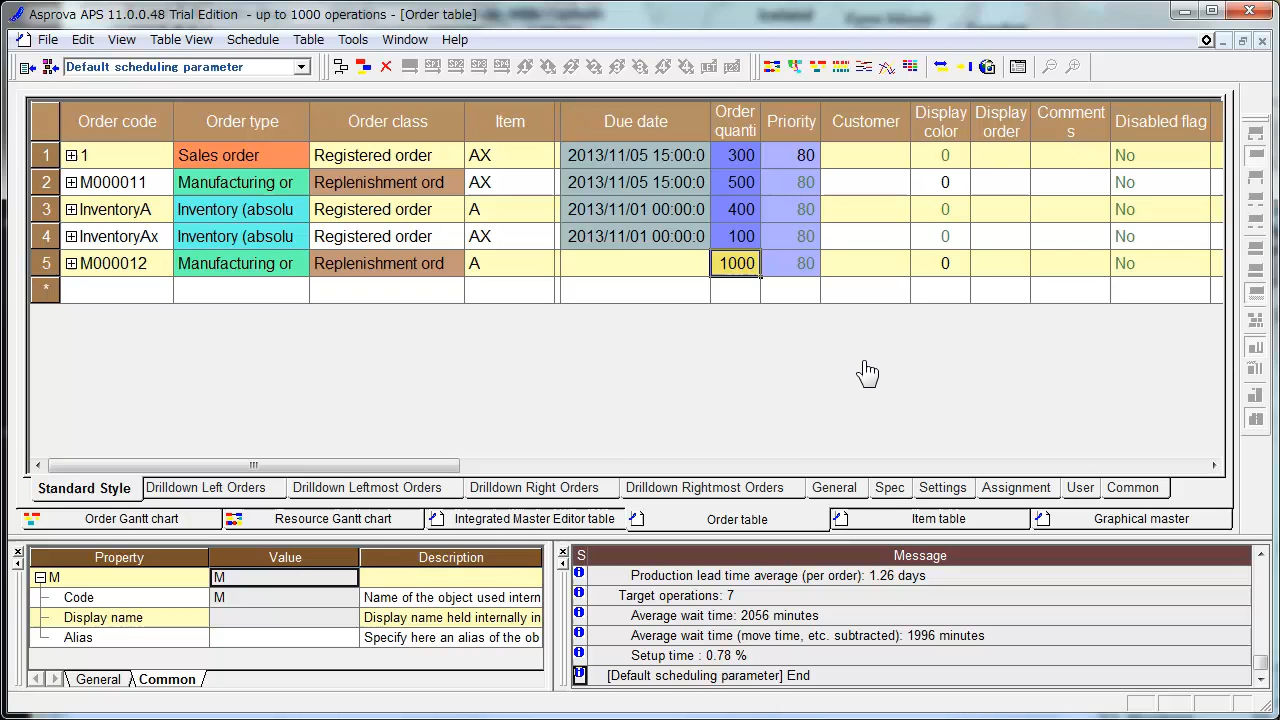 Asprova APS 11.0.0.48 Trial Edition - up to 1000 operations - [Order table]
File Edit View Table View Schedule Table Tools Window Help
Default scheduling parameter
Order code Order type Order class Item Due date Order quanti Priority Customer Display color Display order Comment s Disabled flag
1 1 Sales order Registered order AX 2013/11/05 15:00:0 300 80 0 No
2 M000011 Manufacturing or Replenishment ord AX 2013/11/05 15:00:0 500 80 0 No
3 InventoryA Inventory (absolu Registered order A 2013/11/01 00:00:0 400 80 0 No
4 InventoryAx Inventory (absolu Registered order AX 2013/11/01 00:00:0 100 80 0 No
5 M000012 Manufacturing or Replenishment ord A 1000 80 0 No
*
Standard Style Drilldown Left Orders Drilldown Leftmost Orders Drilldown Right Orders Drilldown Rightmost Orders General Spec Settings Assignment User Common
Order Gantt chart Resource Gantt chart Integrated Master Editor table Order table Item table Graphical master
Property Value Description
M M
Code M Name of the object used intern
Display name Display name held internally in
Alias Specify here an alias of the ob
General Common
S Message
Production lead time average (per order): 1.26 days
Target operations: 7
Average wait time: 2056 minutes
Average wait time (move time, etc. subtracted): 1996 minutes
Setup time : 0.78 %
[Default scheduling parameter] End